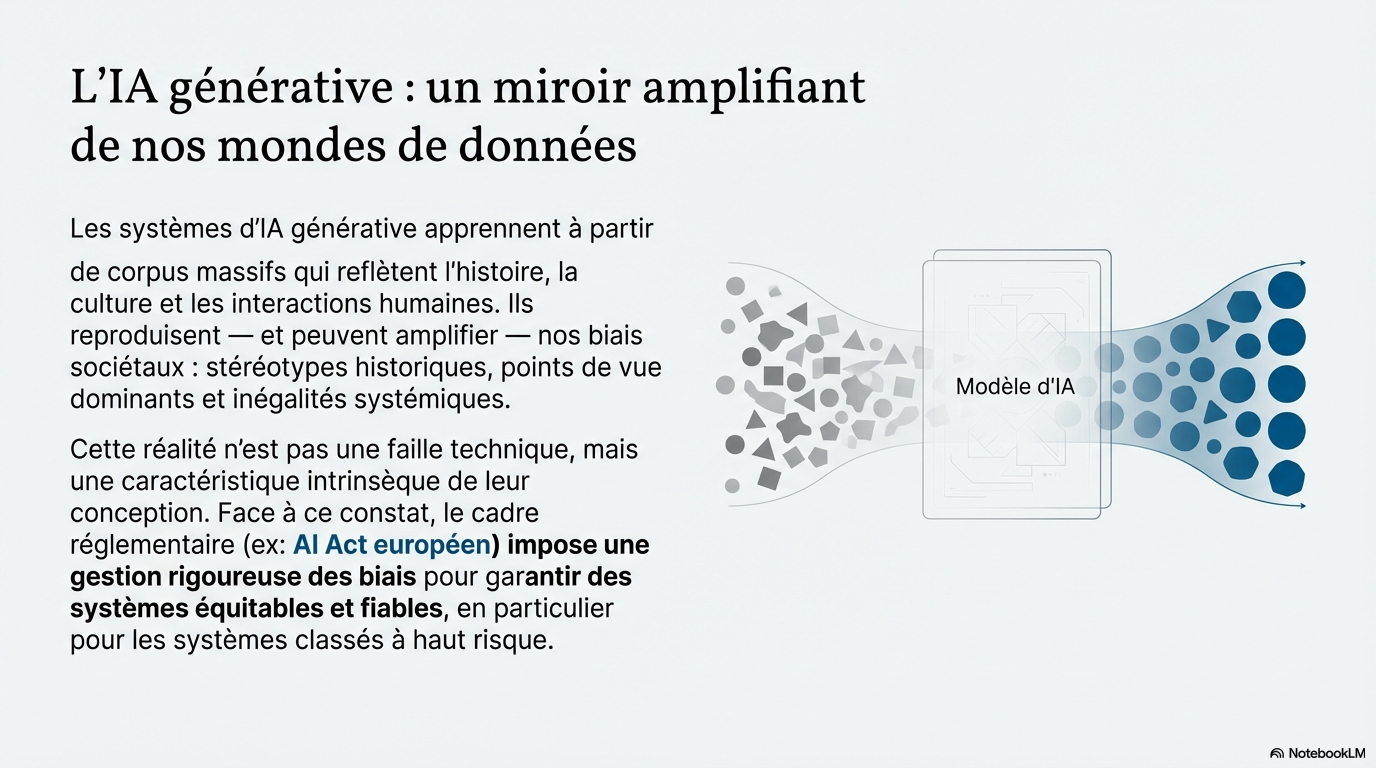 L’IA générative : un miroir amplifiant
de nos mondes de données
Les systèmes d’IA générative apprennent à partir
de corpus massifs qui reflètent l’histoire, la
culture et les interactions humaines. Ils
reproduisent — et peuvent amplifier — nos biais
sociétaux : stéréotypes historiques, points de vue
dominants et inégalités systémiques.
Cette réalité n’est pas une faille technique, mais
une caractéristique intrinsèque de leur
conception. Face à ce constat, le cadre
réglementaire (ex: AI Act européen) impose une
gestion rigoureuse des biais pour garantir des
systèmes équitables et fiables, en particulier
pour les systèmes classés à haut risque.
Modèle d'IA
NotebookLM